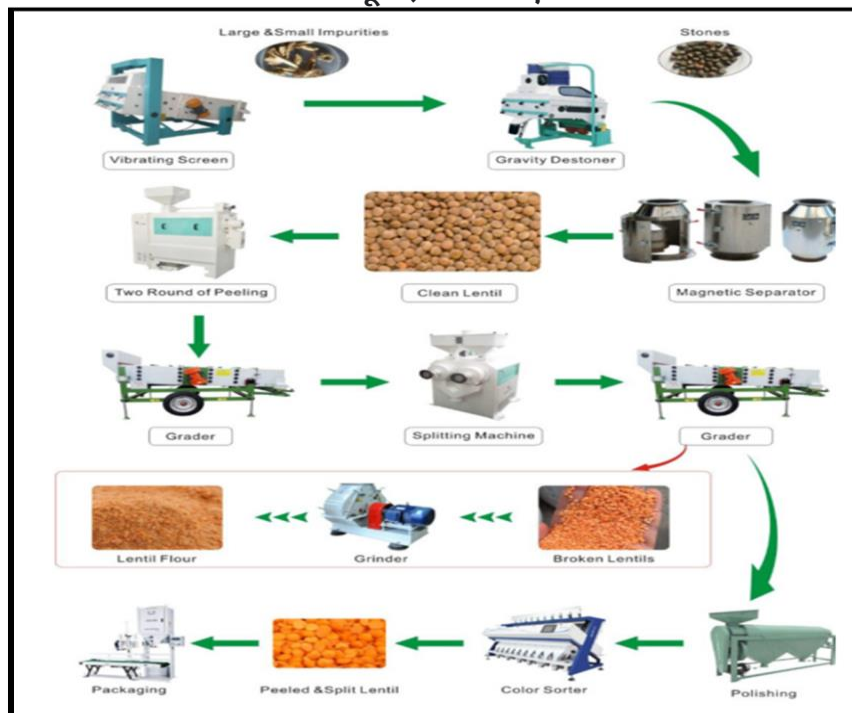 Large &Small Impurities
Stones
Vibrating Screen
Gravity Destoner
Two Round of Peeling
Clean Lentil
Magnetic Separator
Grader
Splitting Machine
Grader
Lentil Flour
Grinder
Broken Lentils
Packaging
Peeled &Split Lentil
Color Sorter
Polishing